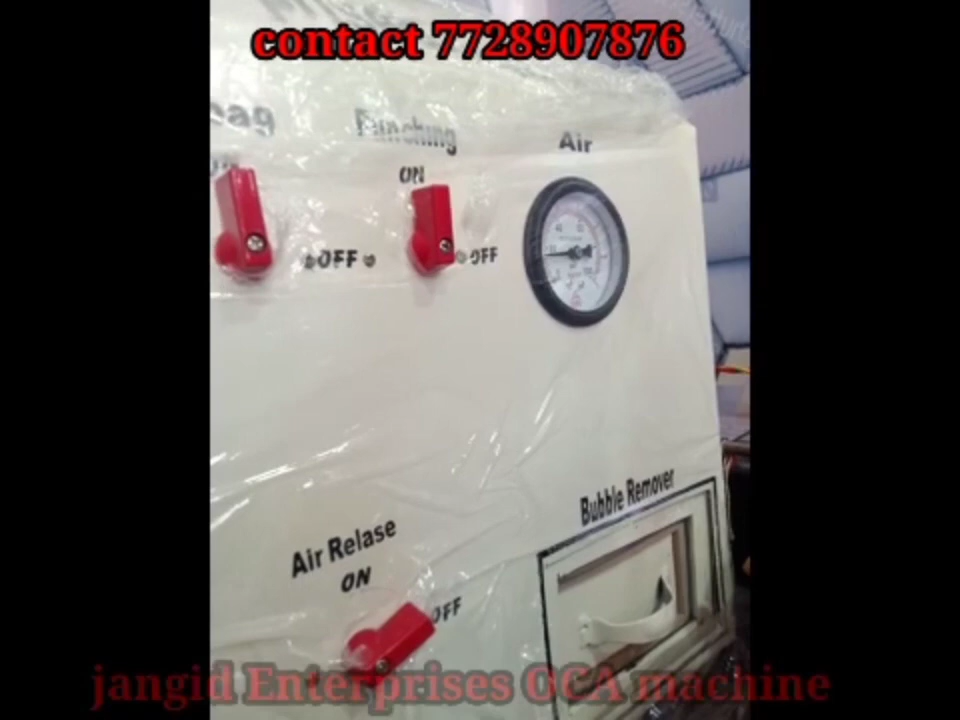 contact 7728907876
Punching
Air
ON
OFF
OFF
Bubble Remover
Air Relase
ON
OFF
jangid Enterprises OCA machine